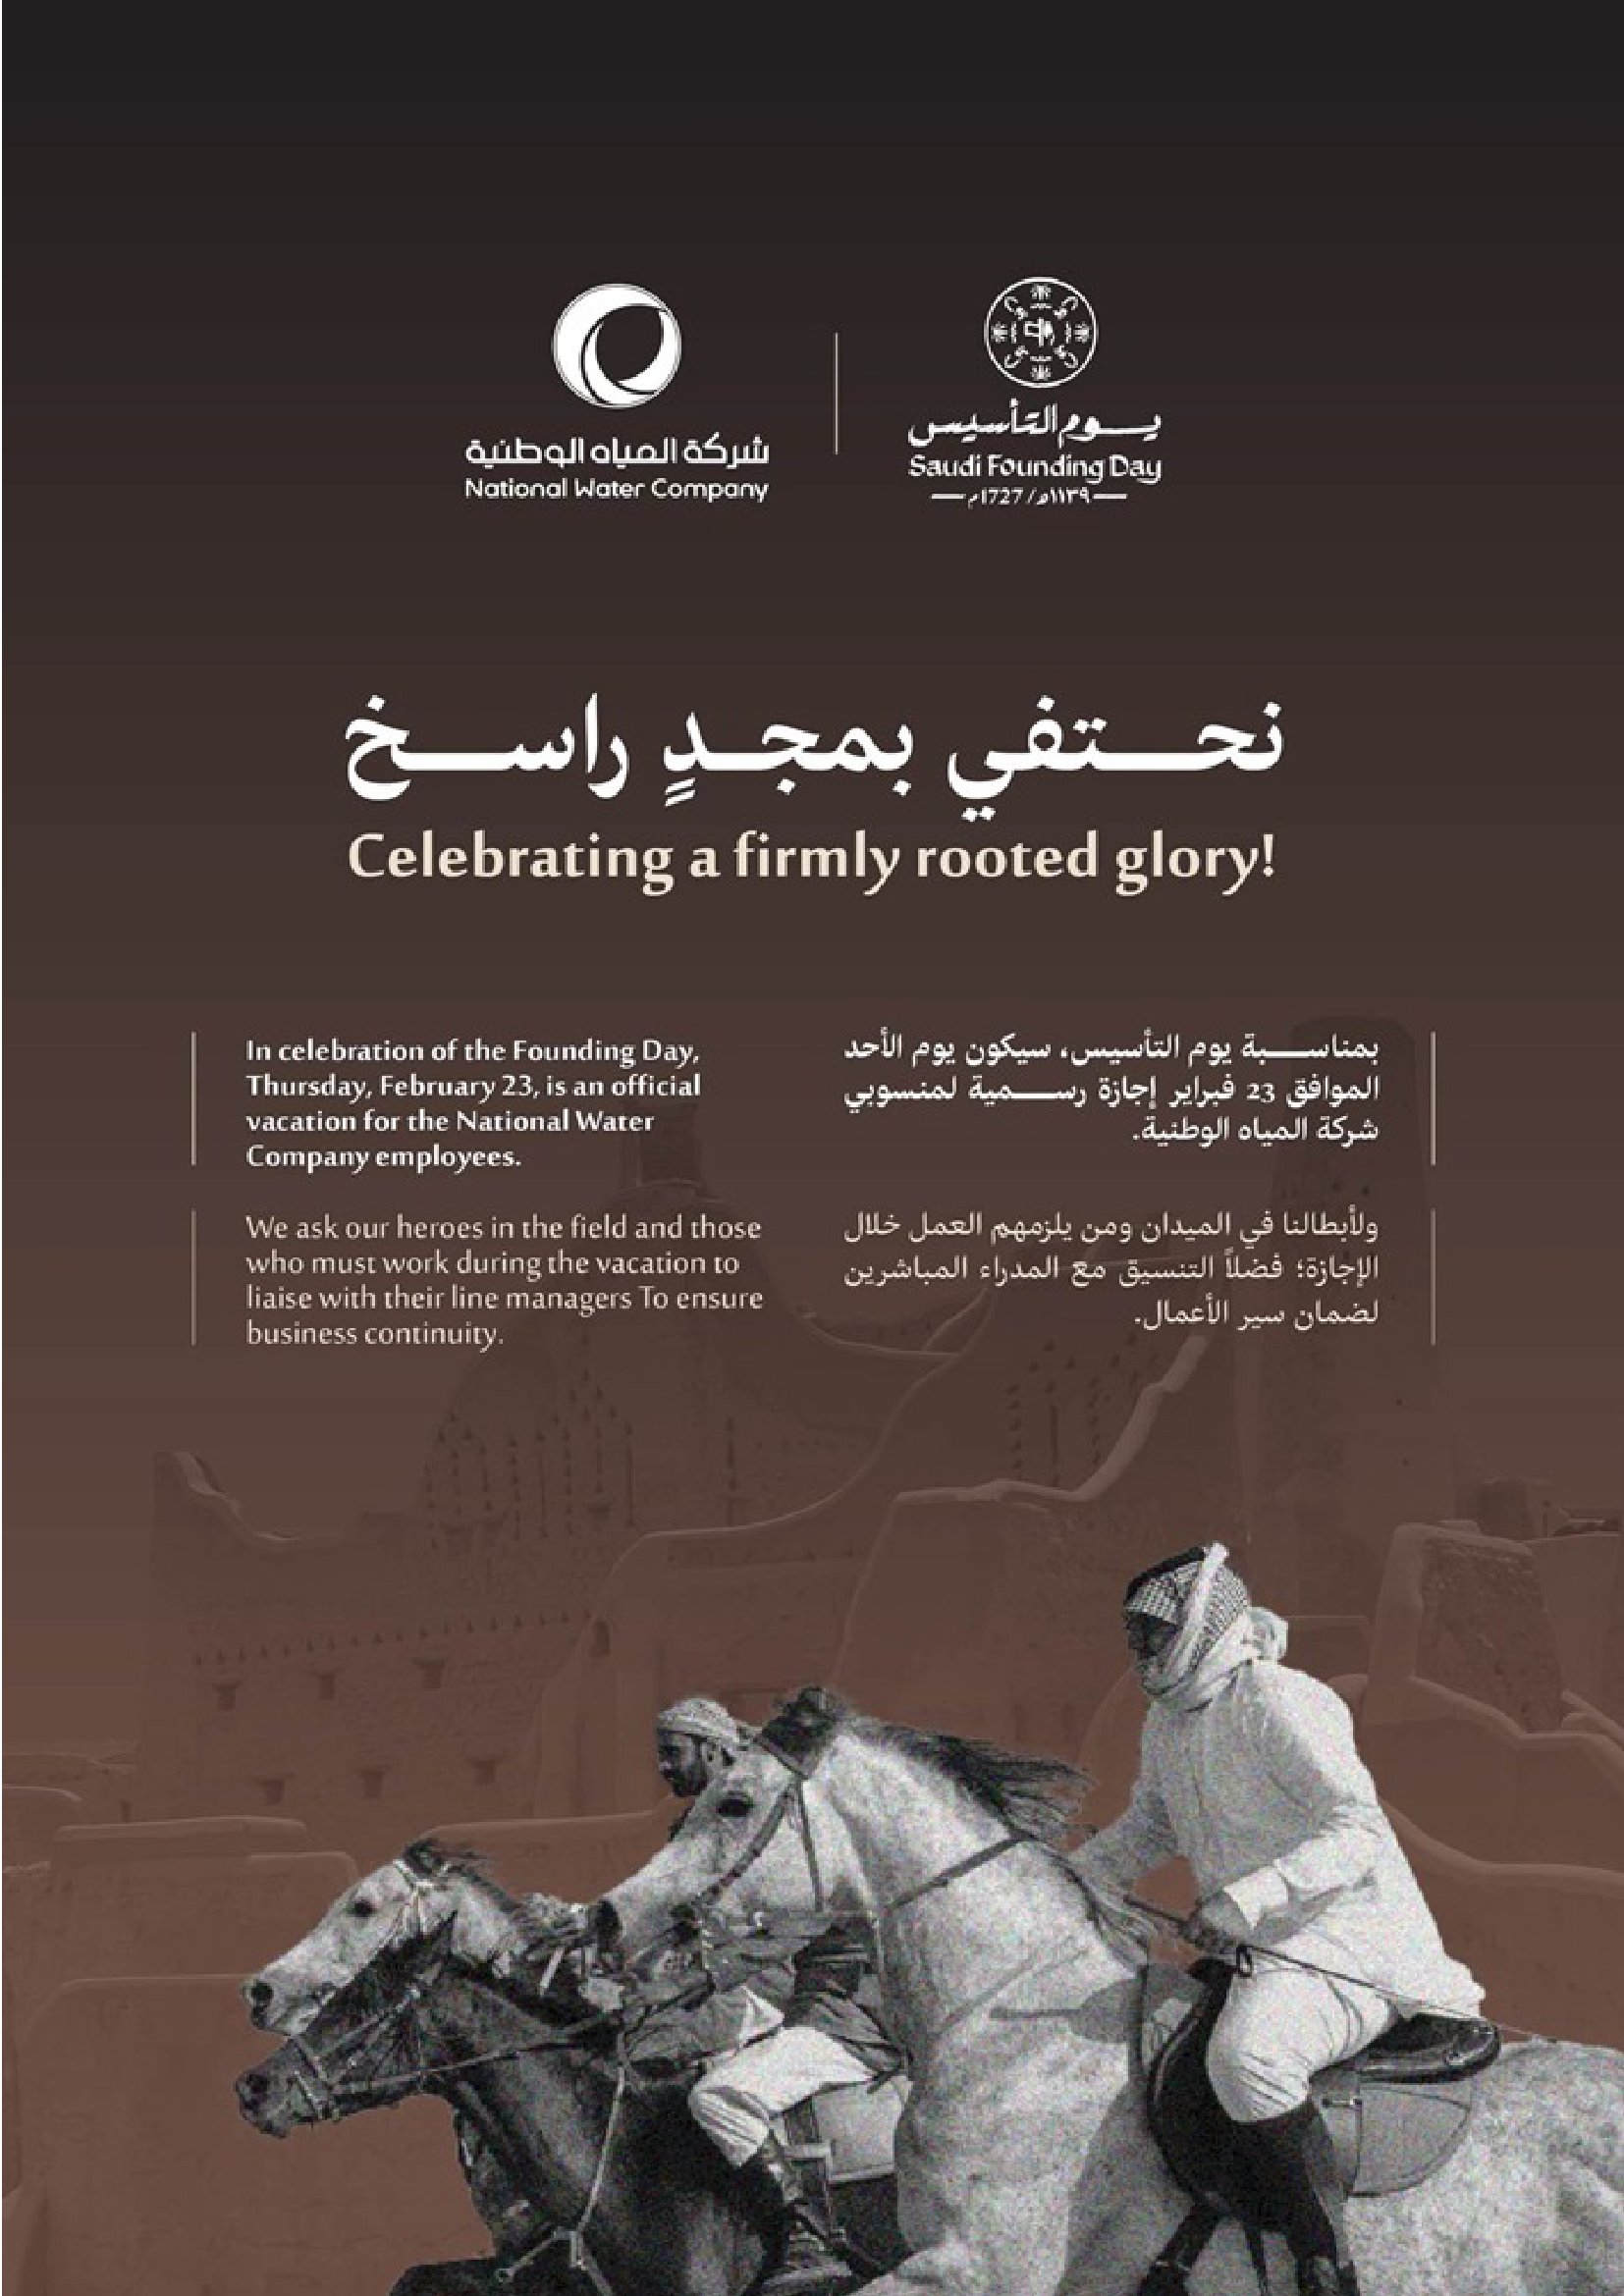 شركة المياه الوطنية
National Water Company
يوم التأسيس
Saudi Founding Day
١١٣٩هـ/1727م
نحتفي بمجدٍ راسخ
Celebrating a firmly rooted glory!
In celebration of the Founding Day,
Thursday, February 23, is an official
vacation for the National Water
Company employees.
We ask our heroes in the field and those
who must work during the vacation to
liaise with their line managers To ensure
business continuity.
بمناسبة يوم التأسيس، سيكون يوم الأحد
الموافق 23 فبراير إجازة رسمية لمنسوبي
شركة المياه الوطنية.
ولأبطالنا في الميدان ومن يلزمهم العمل خلال
الإجازة؛ فضلاً التنسيق مع المدراء المباشرين
لضمان سير الأعمال.